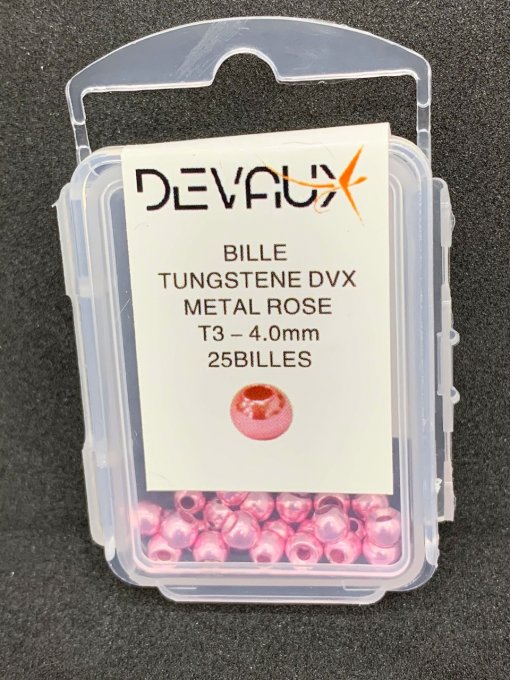 DEVAUX
BILLE
TUNGSTENE DVX
METAL ROSE
T3 – 4.0mm
25BILLES